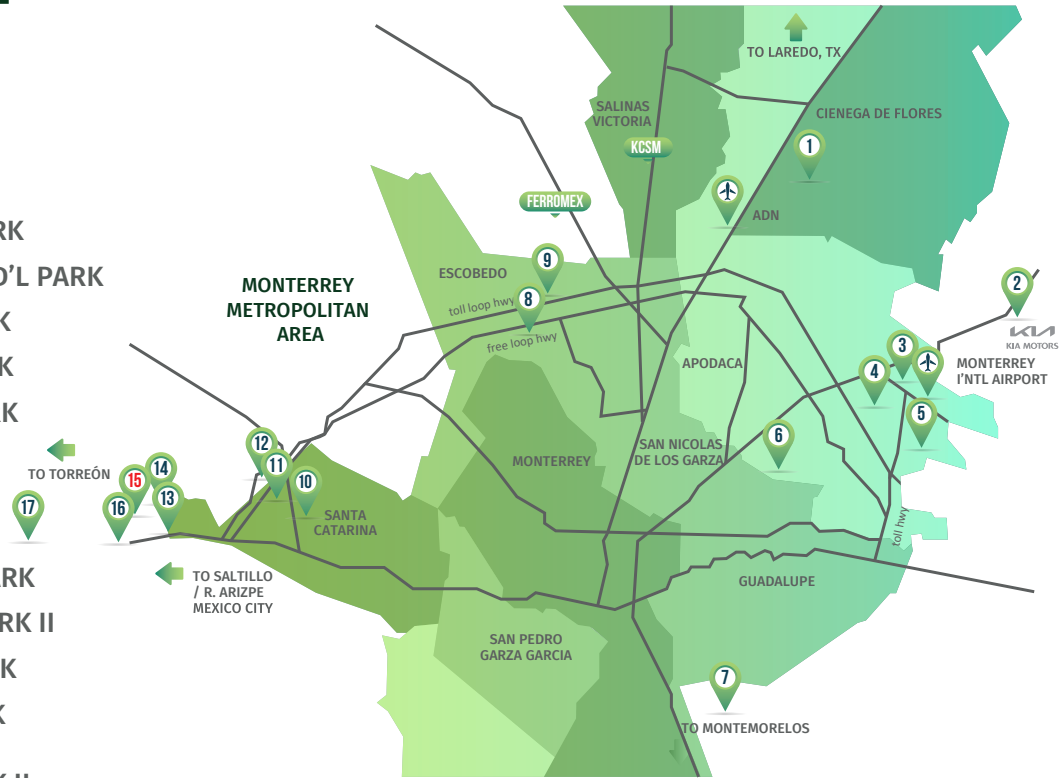 TO LAREDO, TX
SALINAS
VICTORIA
CIENEGA DE FLORES
KCSM
1
FERROMEX
ADN
RK
D’L PARK
K
K
RK
ARK
RK II
K
K
MONTERREY
METROPOLITAN
AREA
ESCOBEDO
9
8
toll loop hwy
free loop hwy
2
KIA
KIA MOTORS
3
4
MONTERREY
I’NTL AIRPORT
5
APODACA
6
SAN NICOLAS
DE LOS GARZA
MONTERREY
12
11
10
TO TORREÓN
14
15
13
16
17
SANTA
CATARINA
toll hwy
TO SALTILLO
/ R. ARIZPE
MEXICO CITY
GUADALUPE
SAN PEDRO
GARZA GARCIA
7
TO MONTEMORELOS